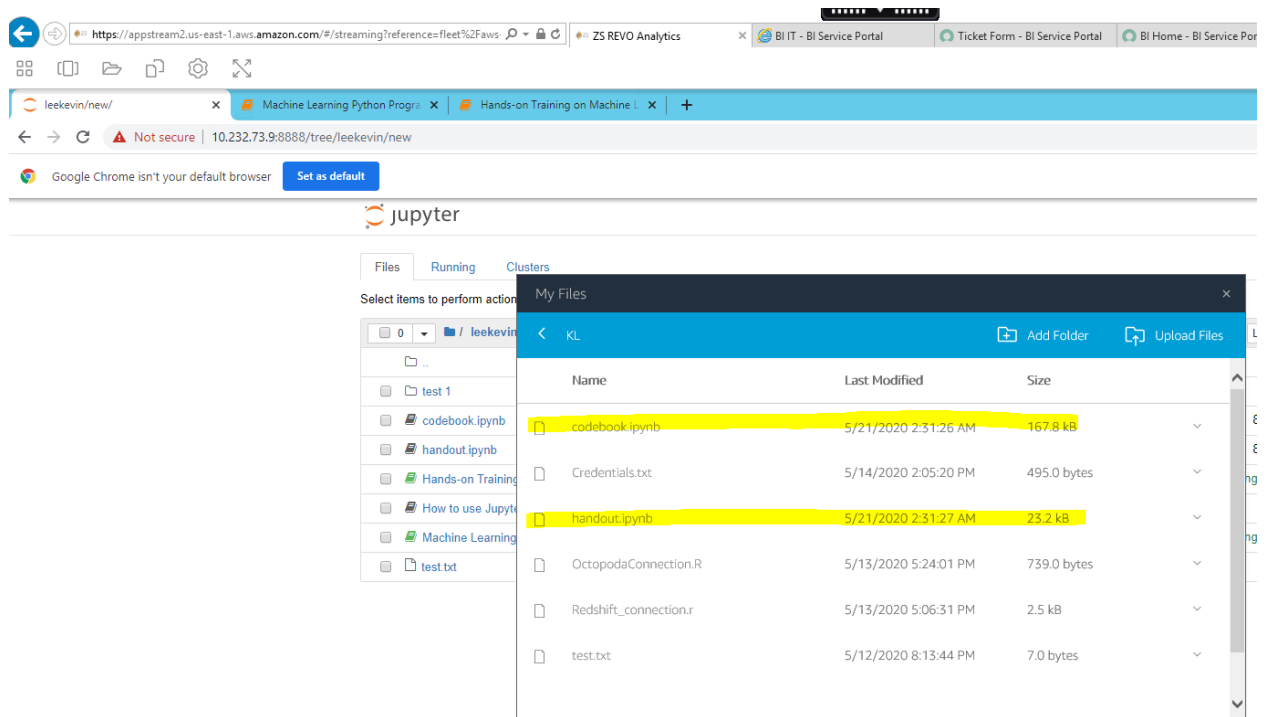 https://appstream2.us-east-1.aws.amazon.com/#/streaming?reference=fleet%2Faws- ZS REVO Analytics BI IT - BI Service Portal Ticket Form - BI Service Portal BI Home - BI Service Por
leekevin/new/ Machine Learning Python Progra Hands-on Training on Machine L
Not secure | 10.232.73.9:8888/tree/leekevin/new
Google Chrome isn't your default browser Set as default
jupyter
Files Running Clusters
Select items to perform action
0 / leekevin
..
test 1
codebook.ipynb
handout.ipynb
Hands-on Training
How to use Jupyte
Machine Learning
test.txt
My Files
KL Add Folder Upload Files
Name Last Modified Size
codebook.ipynb 5/21/2020 2:31:26 AM 167.8 kB
Credentials.txt 5/14/2020 2:05:20 PM 495.0 bytes
handout.ipynb 5/21/2020 2:31:27 AM 23.2 kB
OctopodaConnection.R 5/13/2020 5:24:01 PM 739.0 bytes
Redshift_connection.r 5/13/2020 5:06:31 PM 2.5 kB
test.txt 5/12/2020 8:13:44 PM 7.0 bytes